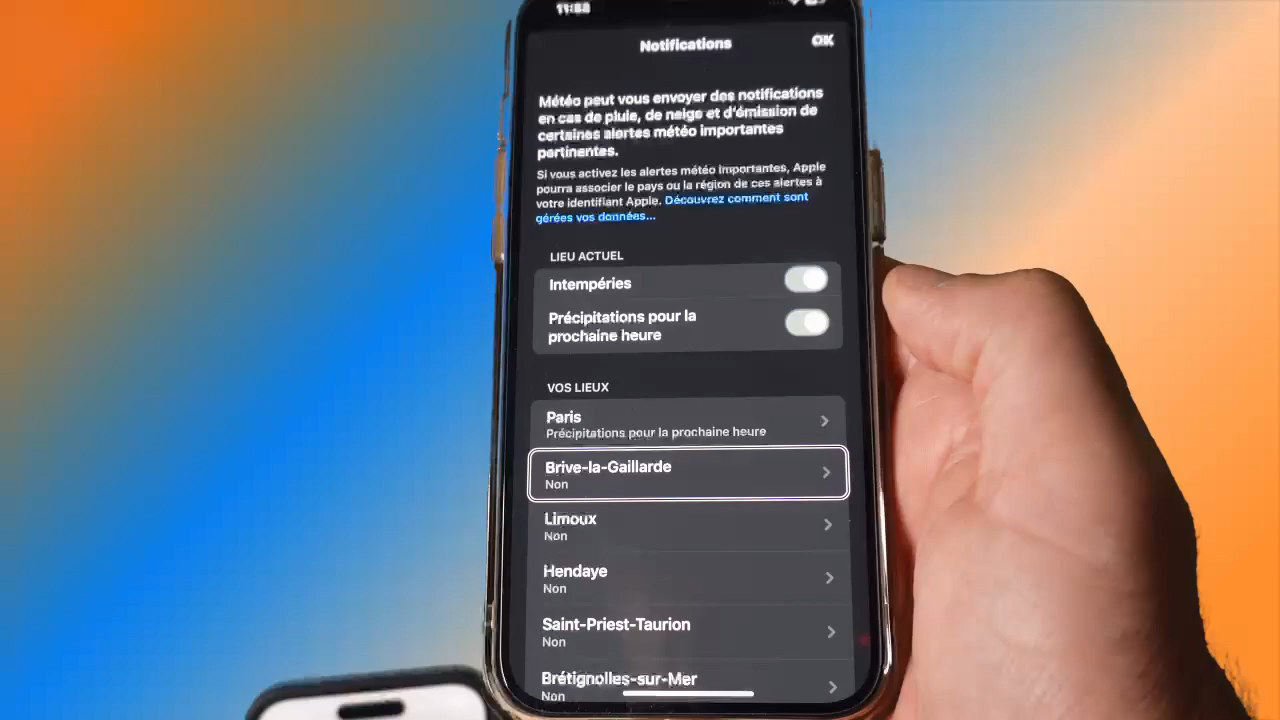 11:53
Notifications
OK
Météo peut vous envoyer des notifications
en cas de pluie, de neige et d'émission de
certaines alertes météo importantes
pertinentes.
Si vous activez les alertes météo importantes, Apple
pourra associer le pays ou la région de ces alertes à
votre identifiant Apple. Découvrez comment sont
gérées vos données...
LIEU ACTUEL
Intempéries
Précipitations pour la
prochaine heure
VOS LIEUX
Paris
Précipitations pour la prochaine heure
Brive-la-Gaillarde
Non
Limoux
Non
Hendaye
Non
Saint-Priest-Taurion
Non
Brétignolles-sur-Mer
Non